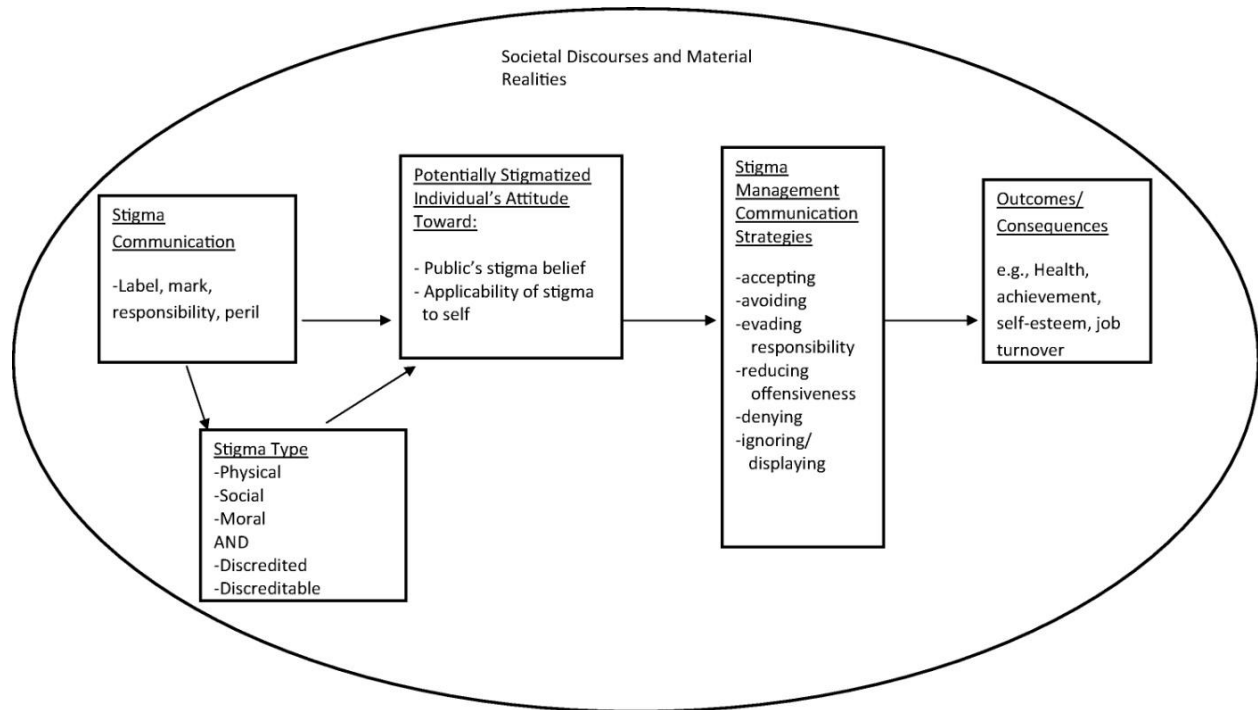 Societal Discourses and Material
Realities
Stigma
Communication
-Label, mark,
responsibility, peril
Stigma Type
-Physical
-Social
-Moral
AND
-Discredited
-Discreditable
Potentially Stigmatized
Individual’s Attitude
Toward:
- Public’s stigma belief
- Applicability of stigma
to self
Stigma
Management
Communication
Strategies
-accepting
-avoiding
-evading
responsibility
-reducing
offensiveness
-denying
-ignoring/
displaying
Outcomes/
Consequences
e.g., Health,
achievement,
self-esteem, job
turnover